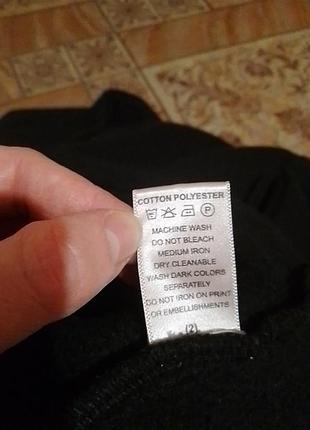 COTTON POLYESTER
P
MACHINE WASH
DO NOT BLEACH
MEDIUM IRON
DRY CLEANABLE
WASH DARK COLORS
SEPARATELY
DO NOT IRON ON PRINT
OR EMBELLISHMENTS
(2)